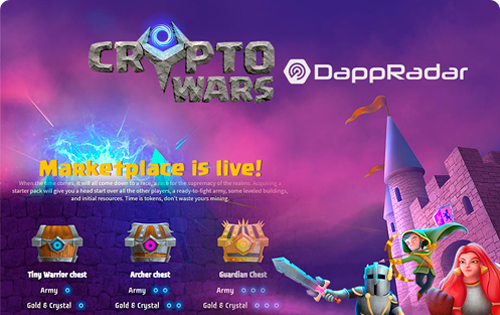 CRYPTO
WARS
DappRadar
Marketplace is live!
When the time comes, it will all come down to a race, a race for the supremacy of the realms. Acquiring a
starter pack will give you a head start over all the other players, a ready-to-fight army, some leveled buildings,
and initial resources. Time is tokens, don't waste yours mining.
Tiny Warrior chest
Archer chest
Guardian Chest
Army
Army
Army
Gold & Crystal
Gold & Crystal
Gold & Crystal